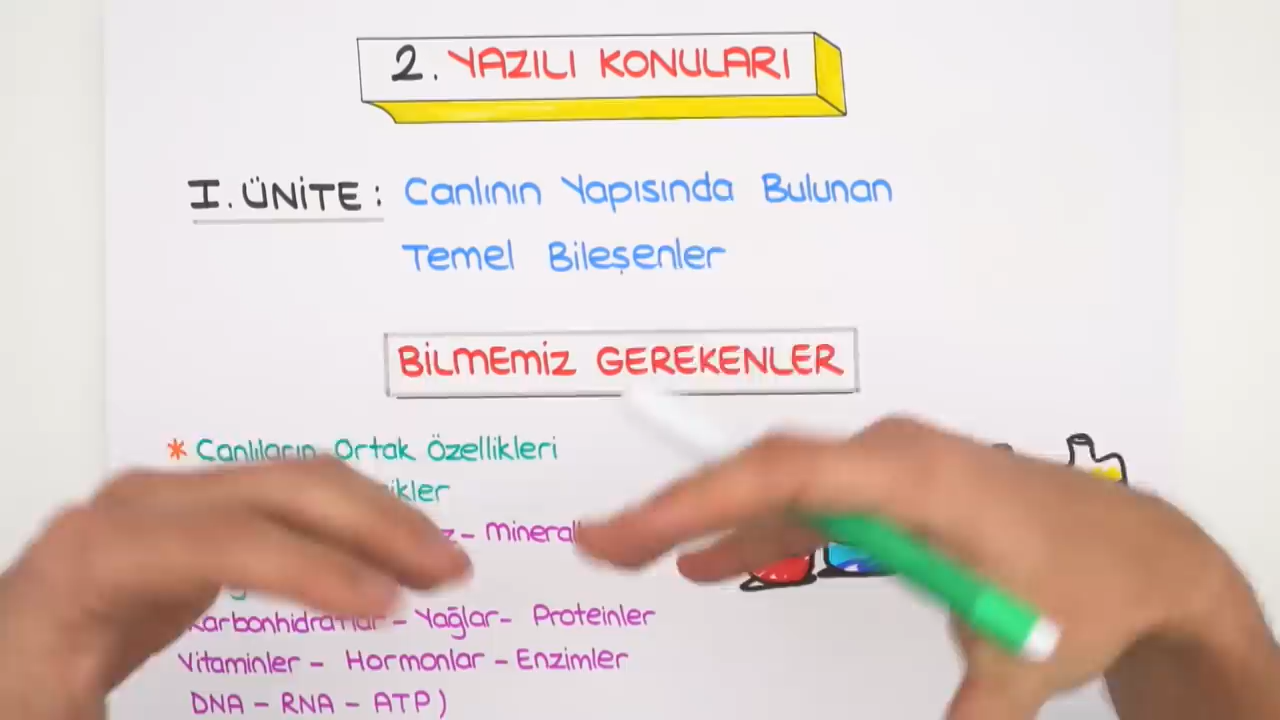 2. YAZILI KONULARI
I. ÜNİTE: Canlının Yapısında Bulunan
Temel Bileşenler
BİLMEMİZ GEREKENLER
* Canlıların Ortak Özellikleri
- Mineral
Karbonhidratlar - Yağlar - Proteinler
Vitaminler - Hormonlar - Enzimler
DNA - RNA - ATP )